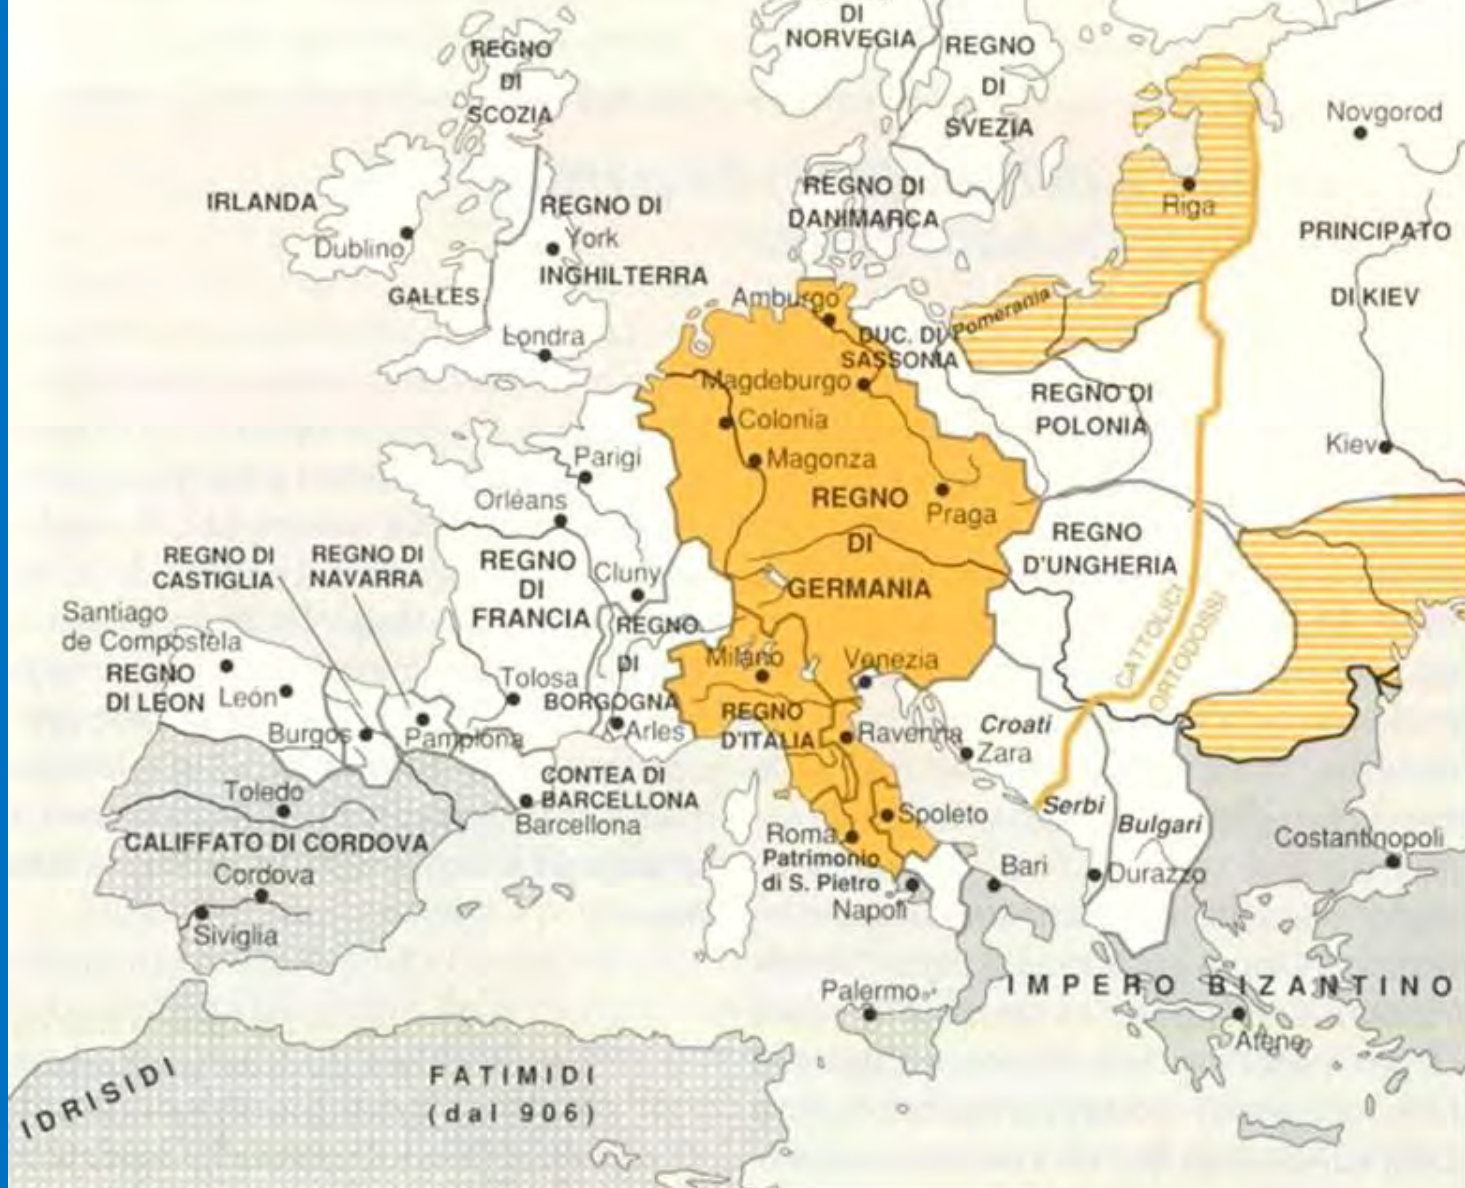 DI
NORVEGIA
REGNO
DI
SVEZIA
REGNO
DI
SCOZIA
Novgorod
IRLANDA
Dublino
REGNO DI
York
INGHILTERRA
GALLES
Londra
REGNO DI
DANIMARCA
Riga
PRINCIPATO
DI KIEV
Kiev
Amburgo
DUC. DI
SASSONIA
Pomerania
Magdeburgo
REGNO DI
POLONIA
Colonia
Magonza
Parigi
Orléans
REGNO
DI
GERMANIA
Praga
REGNO
D'UNGHERIA
REGNO DI
CASTIGLIA
REGNO DI
NAVARRA
REGNO
DI
FRANCIA
Cluny
Santiago
de Compostela
REGNO
DI LEON
León
Burgos
Pamplona
Tolosa
REGNO
DI
BORGOGNA
Arles
Milano
Venezia
CATTOLICI
ORTODOSSI
REGNO
D'ITALIA
Ravenna
Croati
Zara
CONTEA DI
BARCELLONA
Barcellona
Toledo
CALIFFATO DI CORDOVA
Cordova
Siviglia
Spoleto
Roma
Patrimonio
di S. Pietro
Napoli
Bari
Serbi
Bulgari
Durazzo
Costantinopoli
Palermo
IMPERO BIZANTINO
Atene
IDRISIDI
FATIMIDI
(dal 906)